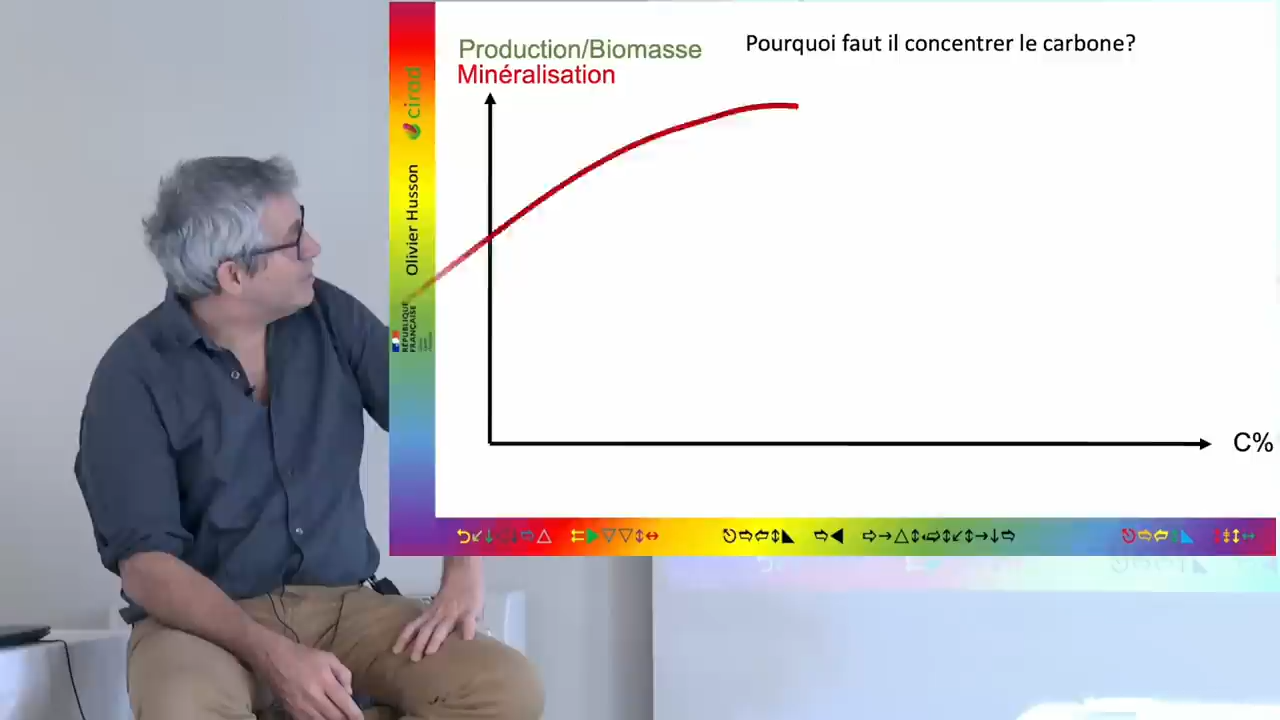 Production/Biomasse
Minéralisation
Pourquoi faut il concentrer le carbone?
C%
cirad
Olivier Husson
RÉPUBLIQUE
FRANÇAISE